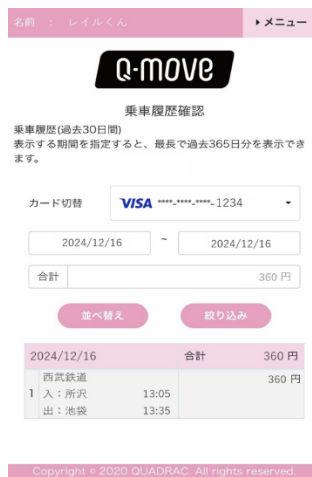 名前 : レイルくん
メニュー
Q-move
乗車履歴確認
乗車履歴(過去30日間)
表示する期間を指定すると、最長で過去365日分を表示でき
ます。
カード切替 VISA ****-****-****-1234
2024/12/16 ~ 2024/12/16
合計 360 円
並べ替え 絞り込み
2024/12/16 合計 360 円
西武鉄道 360 円
1 入：所沢 13:05
出：池袋 13:35
Copyright © 2020 QUADRAC. All rights reserved.